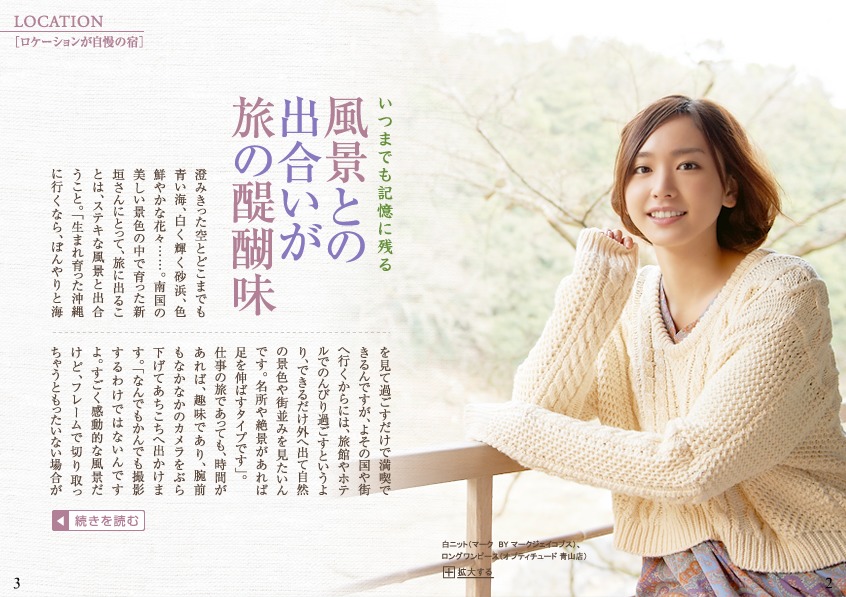 LOCATION
[ロケーションが自慢の宿]
いつまでも記憶に残る
風景との
出合いが
旅の醍醐味
澄みきった空とどこまでも
青い海、白く輝く砂浜、色
鮮やかな花々……。南国の
美しい景色の中で育った新
垣さんにとって、旅に出るこ
とは、ステキな風景と出合
うこと。「生まれ育った沖縄
に行くなら、ぼんやりと海
を見て過ごすだけで満喫で
きるんですが、よその国や街
へ行くからには、旅館やホテ
ルでのんびり過ごすというよ
り、できるだけ外へ出て自然
の景色や街並みを見たいん
です。名所や絶景があれば
足を伸ばすタイプです」。
仕事の旅であっても、時間が
あれば、趣味であり、腕前
もなかなかのカメラをぶら
下げてあちこちへ出かけま
す。「なんでもかんでも撮影
するわけではないんです
よ。すごく感動的な風景だ
けど、フレームで切り取っ
ちゃうともったいない場合が
続きを読む
白ニット(マーク BY マークジェイコブス)、
ロングワンピース(オプティチュード 青山店)
拡大する
3
2